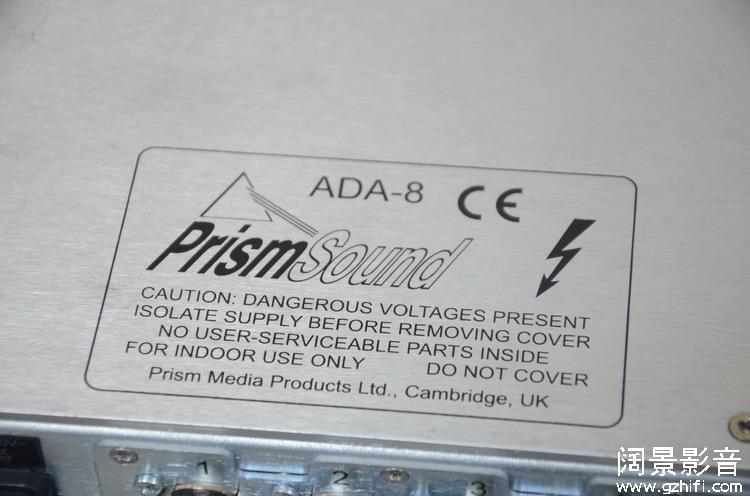 ADA-8 CE
PrismSound
CAUTION: DANGEROUS VOLTAGES PRESENT
ISOLATE SUPPLY BEFORE REMOVING COVER
NO USER-SERVICEABLE PARTS INSIDE
FOR INDOOR USE ONLY DO NOT COVER
Prism Media Products Ltd., Cambridge, UK
1 2 3
阔景影音
www.gzhifi.com